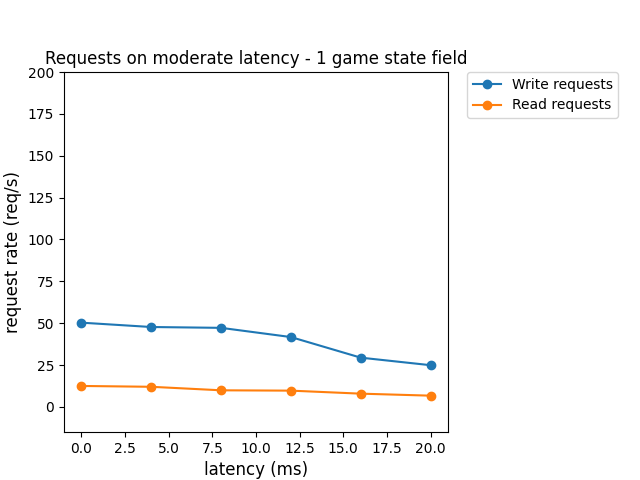 Requests on moderate latency - 1 game state field
200
175
150
125
100
75
50
25
0
request rate (req/s)
0.0 2.5 5.0 7.5 10.0 12.5 15.0 17.5 20.0
latency (ms)
Write requests
Read requests